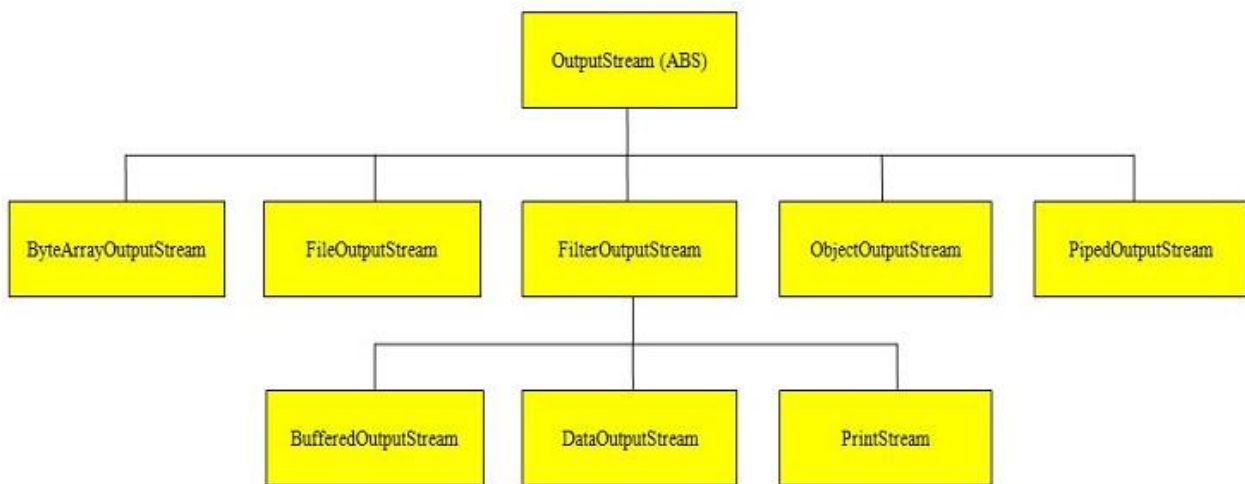 OutputStream (ABS)
ByteArrayOutputStream
FileOutputStream
FilterOutputStream
ObjectOutputStream
PipedOutputStream
BufferedOutputStream
DataOutputStream
PrintStream